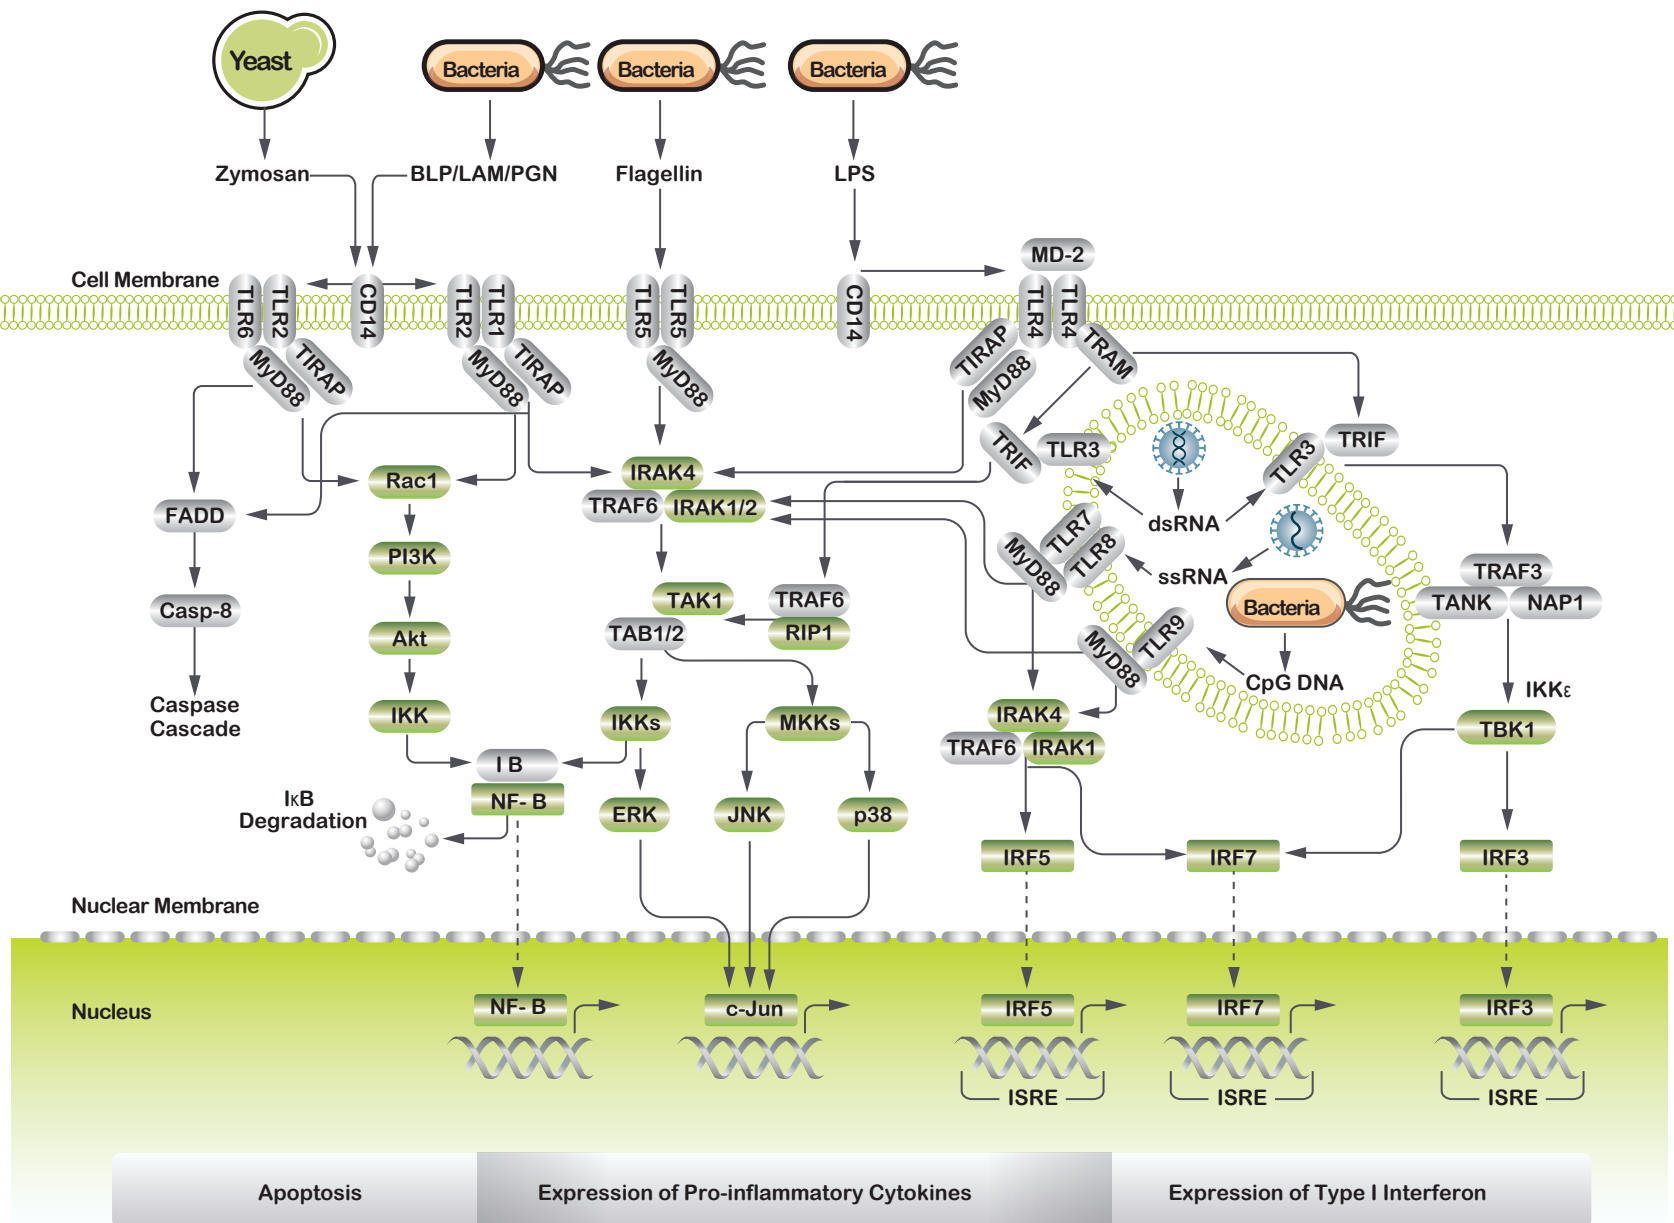 Yeast
Bacteria
Bacteria
Bacteria
Zymosan
BLP/LAM/PGN
Flagellin
LPS
Cell Membrane
TLR6
TLR2
CD14
TLR2
TLR1
TLR5
TLR5
CD14
MD-2
TLR4
TLR4
MyD88
TIRAP
MyD88
TIRAP
MyD88
TIRAP
MyD88
TRAM
TRIF
TLR3
TLR3
TRIF
Rac1
IRAK4
TRAF6
IRAK1/2
FADD
dsRNA
TLR7
TLR8
MyD88
ssRNA
PI3K
TRAF3
TANK
NAP1
Casp-8
TAK1
TAB1/2
TRAF6
RIP1
Bacteria
Akt
MyD88
TLR9
CpG DNA
Caspase
Cascade
IKK
IKKs
MKKs
IRAK4
TRAF6
IRAK1
IKKε
TBK1
I B
NF- B
IκB
Degradation
ERK
JNK
p38
IRF5
IRF7
IRF3
Nuclear Membrane
Nucleus
NF- B
c-Jun
IRF5
IRF7
IRF3
ISRE
ISRE
ISRE
Apoptosis
Expression of Pro-inflammatory Cytokines
Expression of Type I Interferon